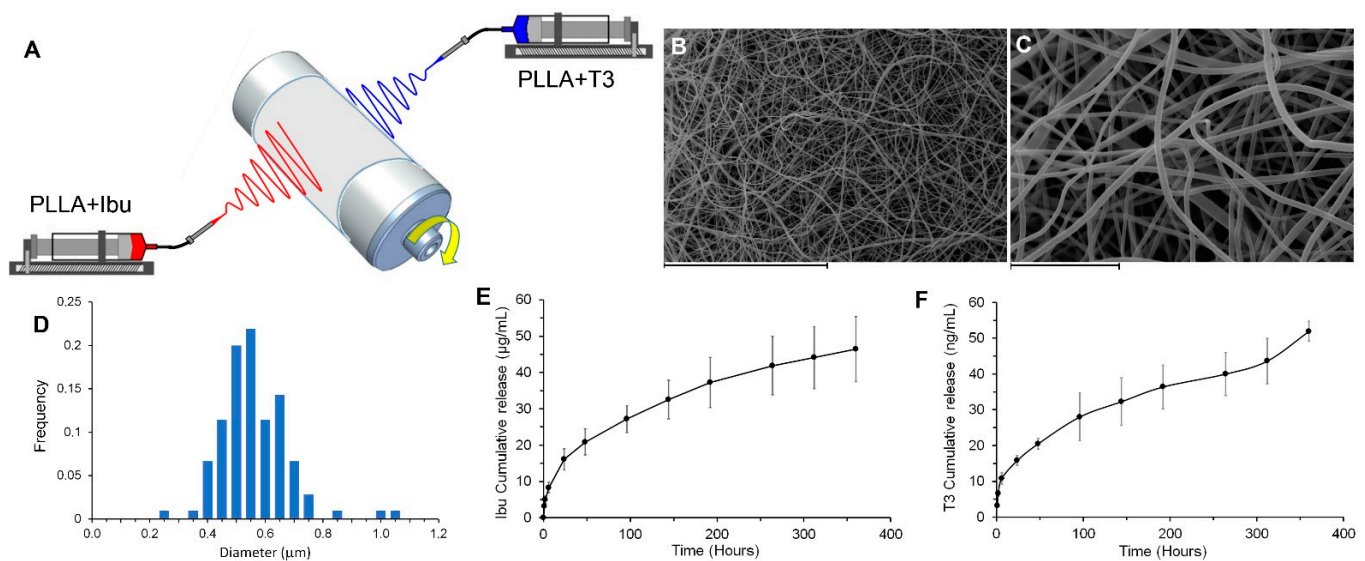 A
PLLA+T3
PLLA+Ibu
B
C
D
Frequency
0.25
0.2
0.15
0.1
0.05
0
0.0 0.2 0.4 0.6 0.8 1.0 1.2
Diameter (μm)
E
Ibu Cumulative release (μg/mL)
60
50
40
30
20
10
0
0 100 200 300 400
Time (Hours)
F
T3 Cumulative release (ng/mL)
60
50
40
30
20
10
0
0 100 200 300 400
Time (Hours)